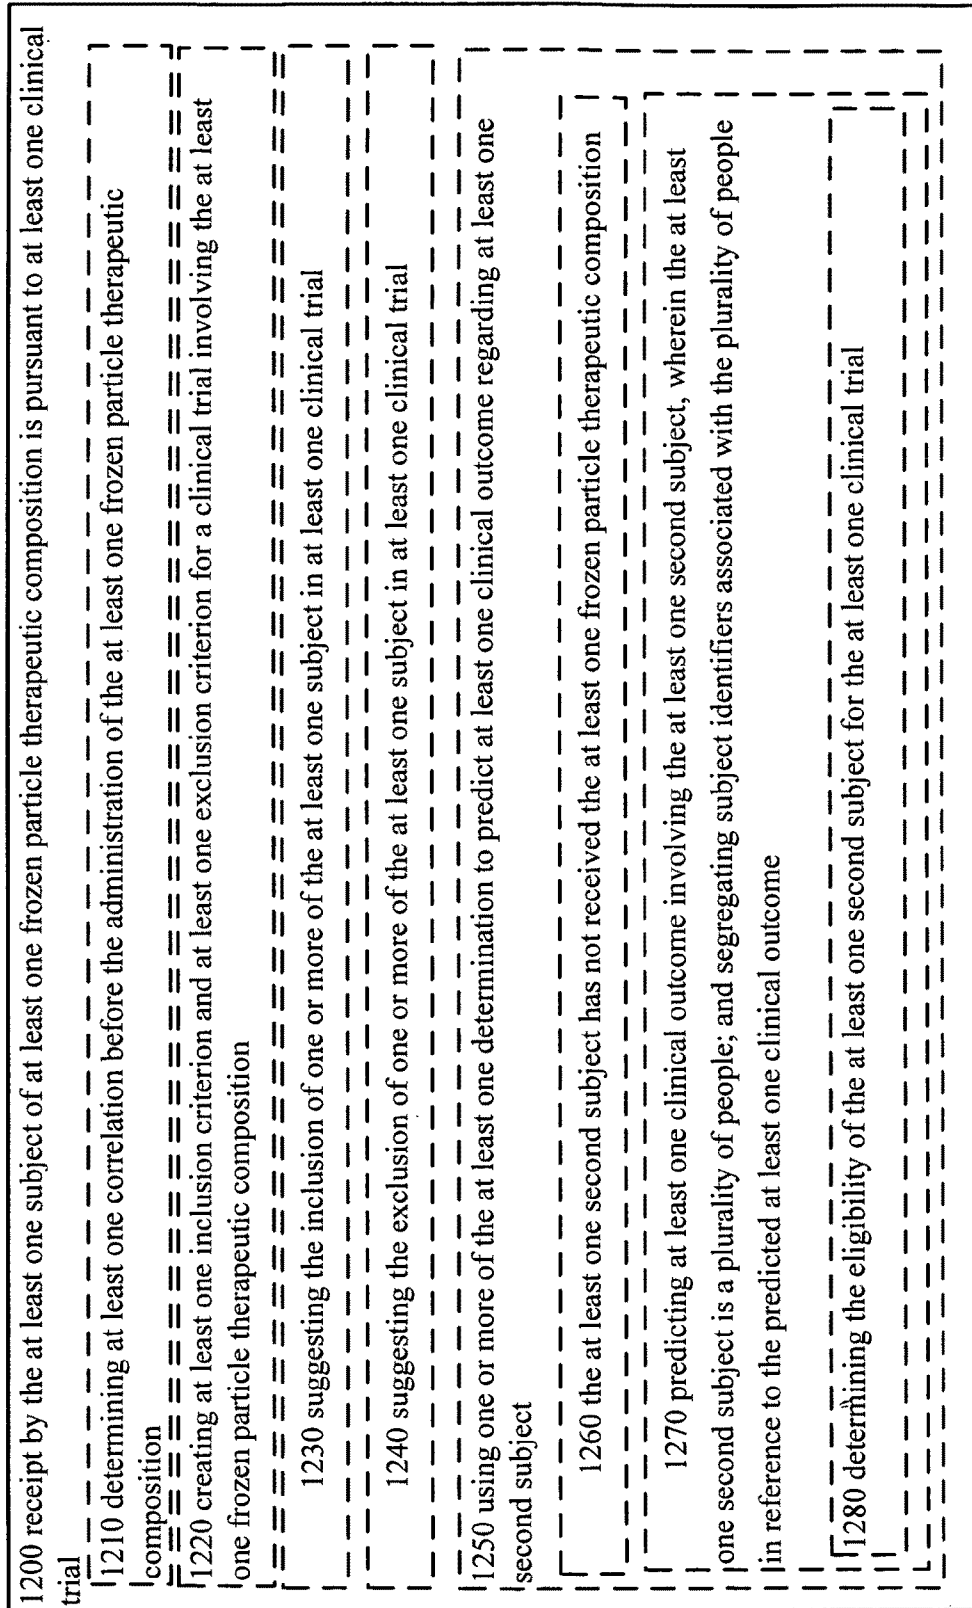 1200 receipt by the at least one subject of at least one frozen particle therapeutic composition is pursuant to at least one clinical
trial
1210 determining at least one correlation before the administration of the at least one frozen particle therapeutic
composition
1220 creating at least one inclusion criterion and at least one exclusion criterion for a clinical trial involving the at least
one frozen particle therapeutic composition
1230 suggesting the inclusion of one or more of the at least one subject in at least one clinical trial
1240 suggesting the exclusion of one or more of the at least one subject in at least one clinical trial
1250 using one or more of the at least one determination to predict at least one clinical outcome regarding at least one
second subject
1260 the at least one second subject has not received the at least one frozen particle therapeutic composition
1270 predicting at least one clinical outcome involving the at least one second subject, wherein the at least
one second subject is a plurality of people; and segregating subject identifiers associated with the plurality of people
in reference to the predicted at least one clinical outcome
1280 determining the eligibility of the at least one second subject for the at least one clinical trial